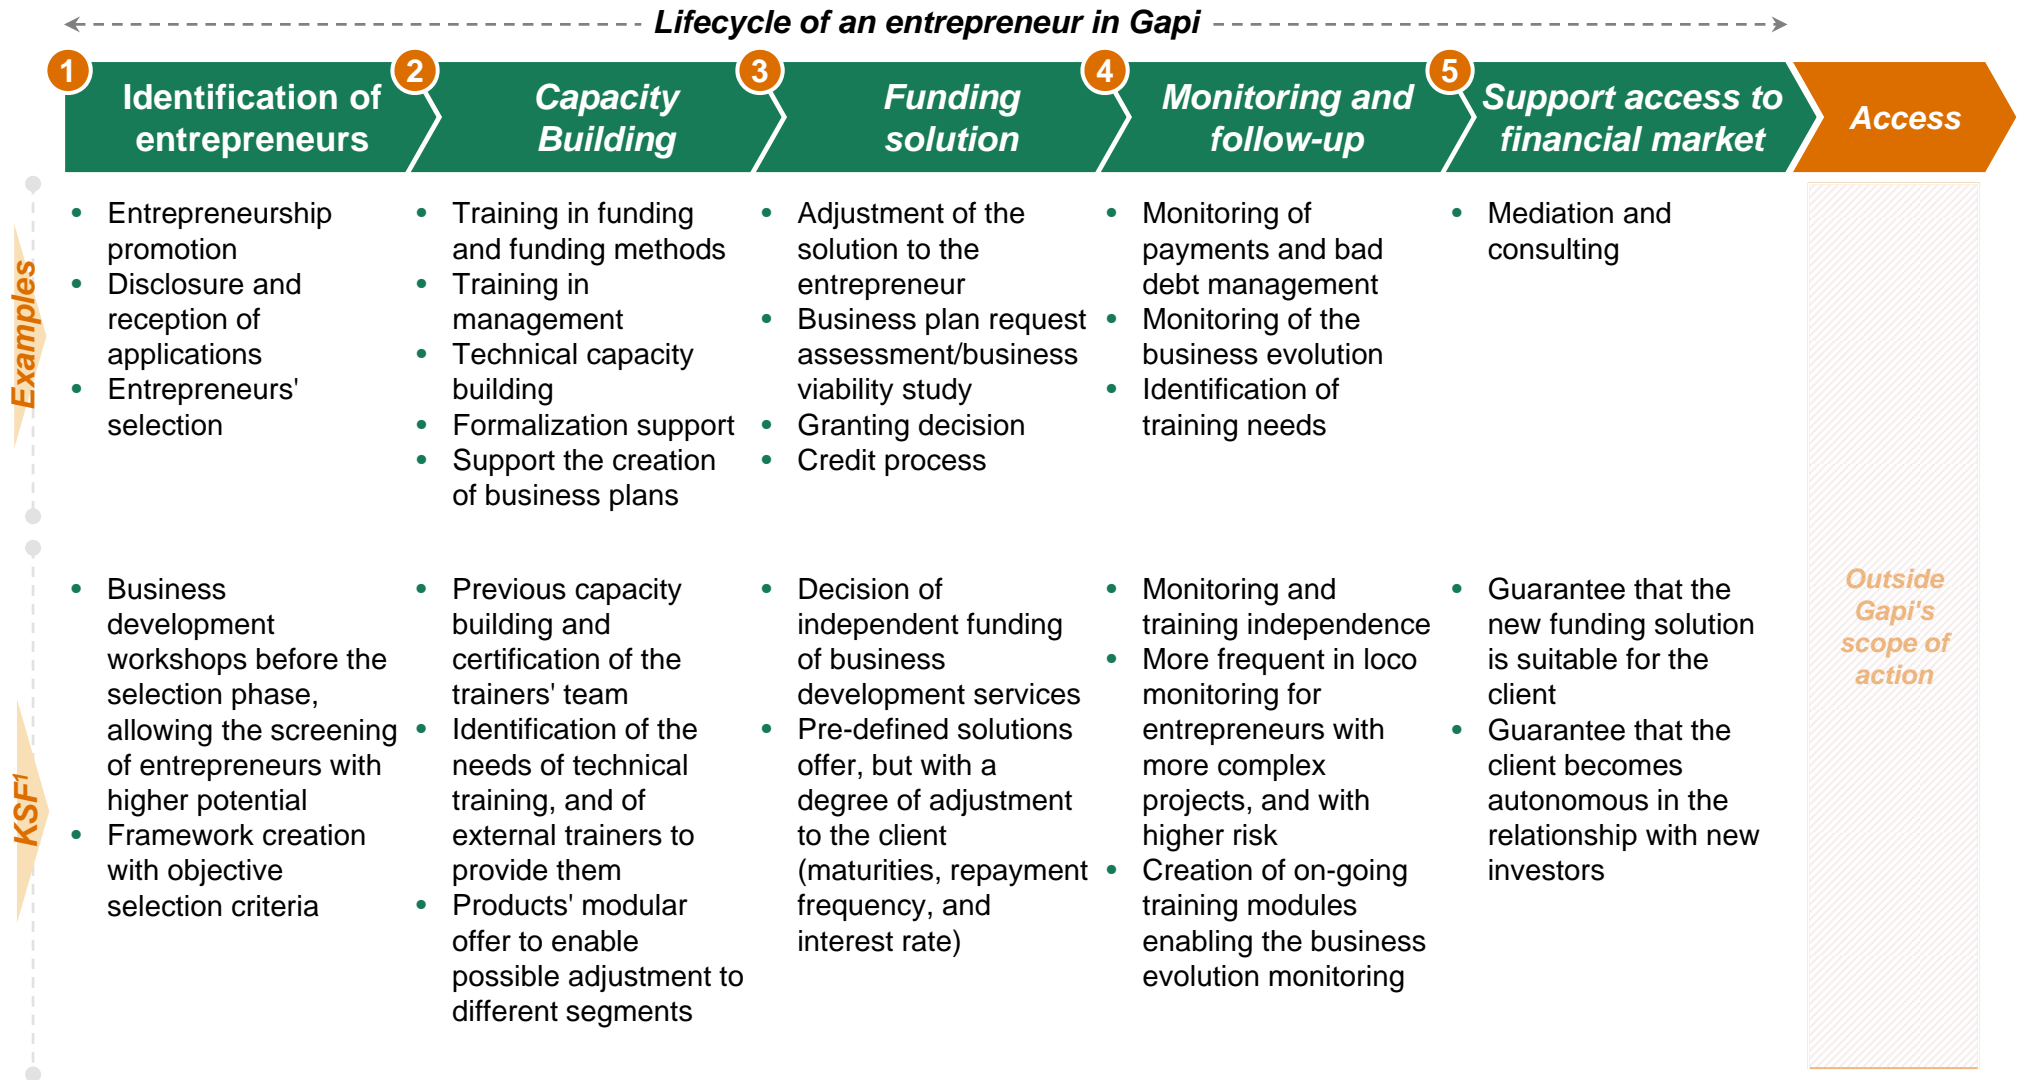 Lifecycle of an entrepreneur in Gapi
1
Identification of
entrepreneurs
2
Capacity
Building
3
Funding
solution
4
Monitoring and
follow-up
5
Support access to
financial market
Access
Examples
• Entrepreneurship
promotion
• Disclosure and
reception of
applications
• Entrepreneurs'
selection
• Training in funding
and funding methods
• Training in
management
• Technical capacity
building
• Formalization support
• Support the creation
of business plans
• Adjustment of the
solution to the
entrepreneur
• Business plan request
assessment/business
viability study
• Granting decision
• Credit process
• Monitoring of
payments and bad
debt management
• Monitoring of the
business evolution
• Identification of
training needs
• Mediation and
consulting
KSF¹
• Business
development
workshops before the
selection phase,
allowing the screening
of entrepreneurs with
higher potential
• Framework creation
with objective
selection criteria
• Previous capacity
building and
certification of the
trainers' team
• Identification of the
needs of technical
training, and of
external trainers to
provide them
• Products' modular
offer to enable
possible adjustment to
different segments
• Decision of
independent funding
of business
development services
• Pre-defined solutions
offer, but with a
degree of adjustment
to the client
(maturities, repayment
frequency, and
interest rate)
• Monitoring and
training independence
• More frequent in loco
monitoring for
entrepreneurs with
more complex
projects, and with
higher risk
• Creation of on-going
training modules
enabling the business
evolution monitoring
• Guarantee that the
new funding solution
is suitable for the
client
• Guarantee that the
client becomes
autonomous in the
relationship with new
investors
Outside
Gapi's
scope of
action